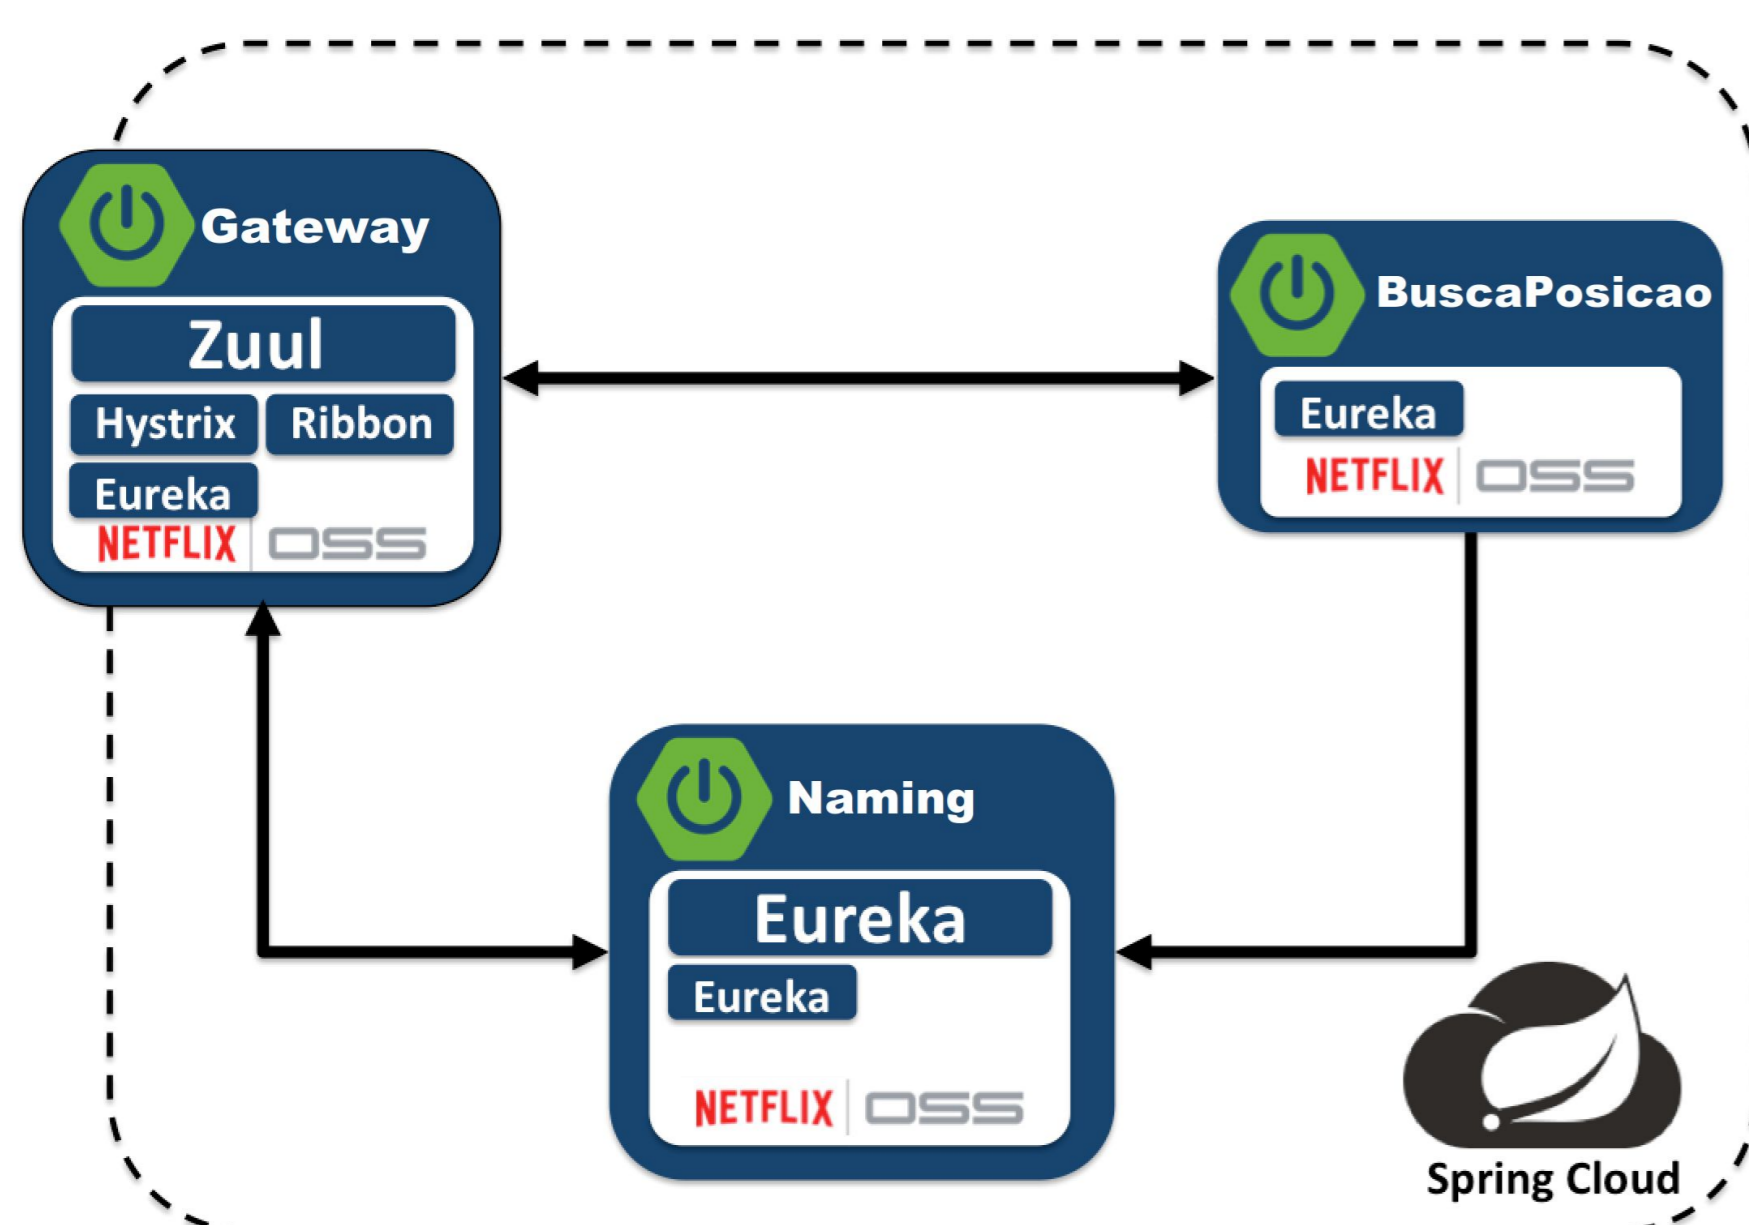 Gateway
Zuul
Hystrix Ribbon
Eureka
NETFLIX OSS
BuscaPosicao
Eureka
NETFLIX OSS
Naming
Eureka
Eureka
NETFLIX OSS
Spring Cloud